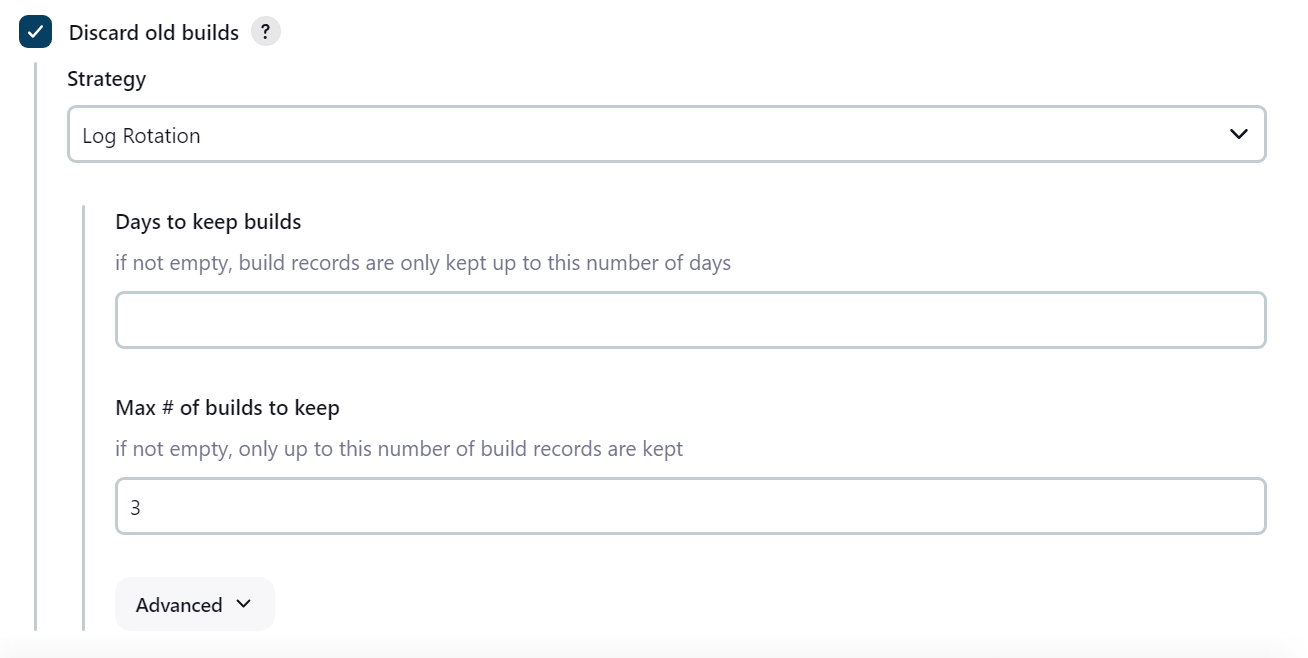 Discard old builds ?
Strategy
Log Rotation
Days to keep builds
if not empty, build records are only kept up to this number of days
Max # of builds to keep
if not empty, only up to this number of build records are kept
3
Advanced